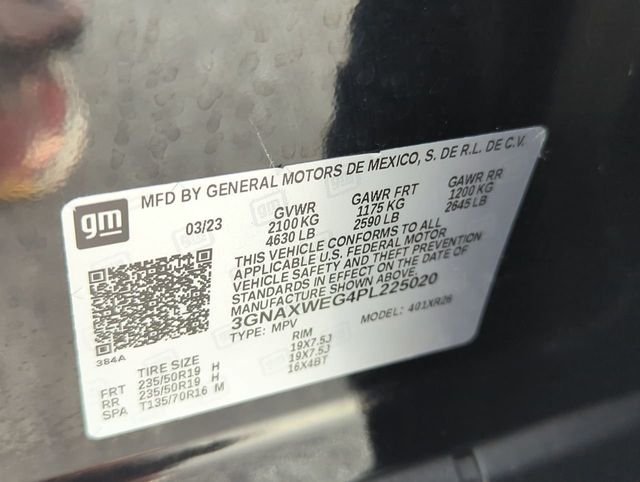 gm
MFD BY GENERAL MOTORS DE MEXICO, S. DE R.L. DE C.V.
03/23 GVWR GAWR FRT GAWR RR
2100 KG 1175 KG 1200 KG
4630 LB 2590 LB 2645 LB
THIS VEHICLE CONFORMS TO ALL
APPLICABLE U.S. FEDERAL MOTOR
VEHICLE SAFETY AND THEFT PREVENTION
STANDARDS IN EFFECT ON THE DATE OF
MANUFACTURE SHOWN ABOVE.
3GNAXWEG4PL225020
TYPE: MPV MODEL: 401XR26
384A
TIRE SIZE RIM
FRT 235/50R19 H 19X7.5J
RR 235/50R19 H 19X7.5J
SPA T135/70R16 M 16X4BT